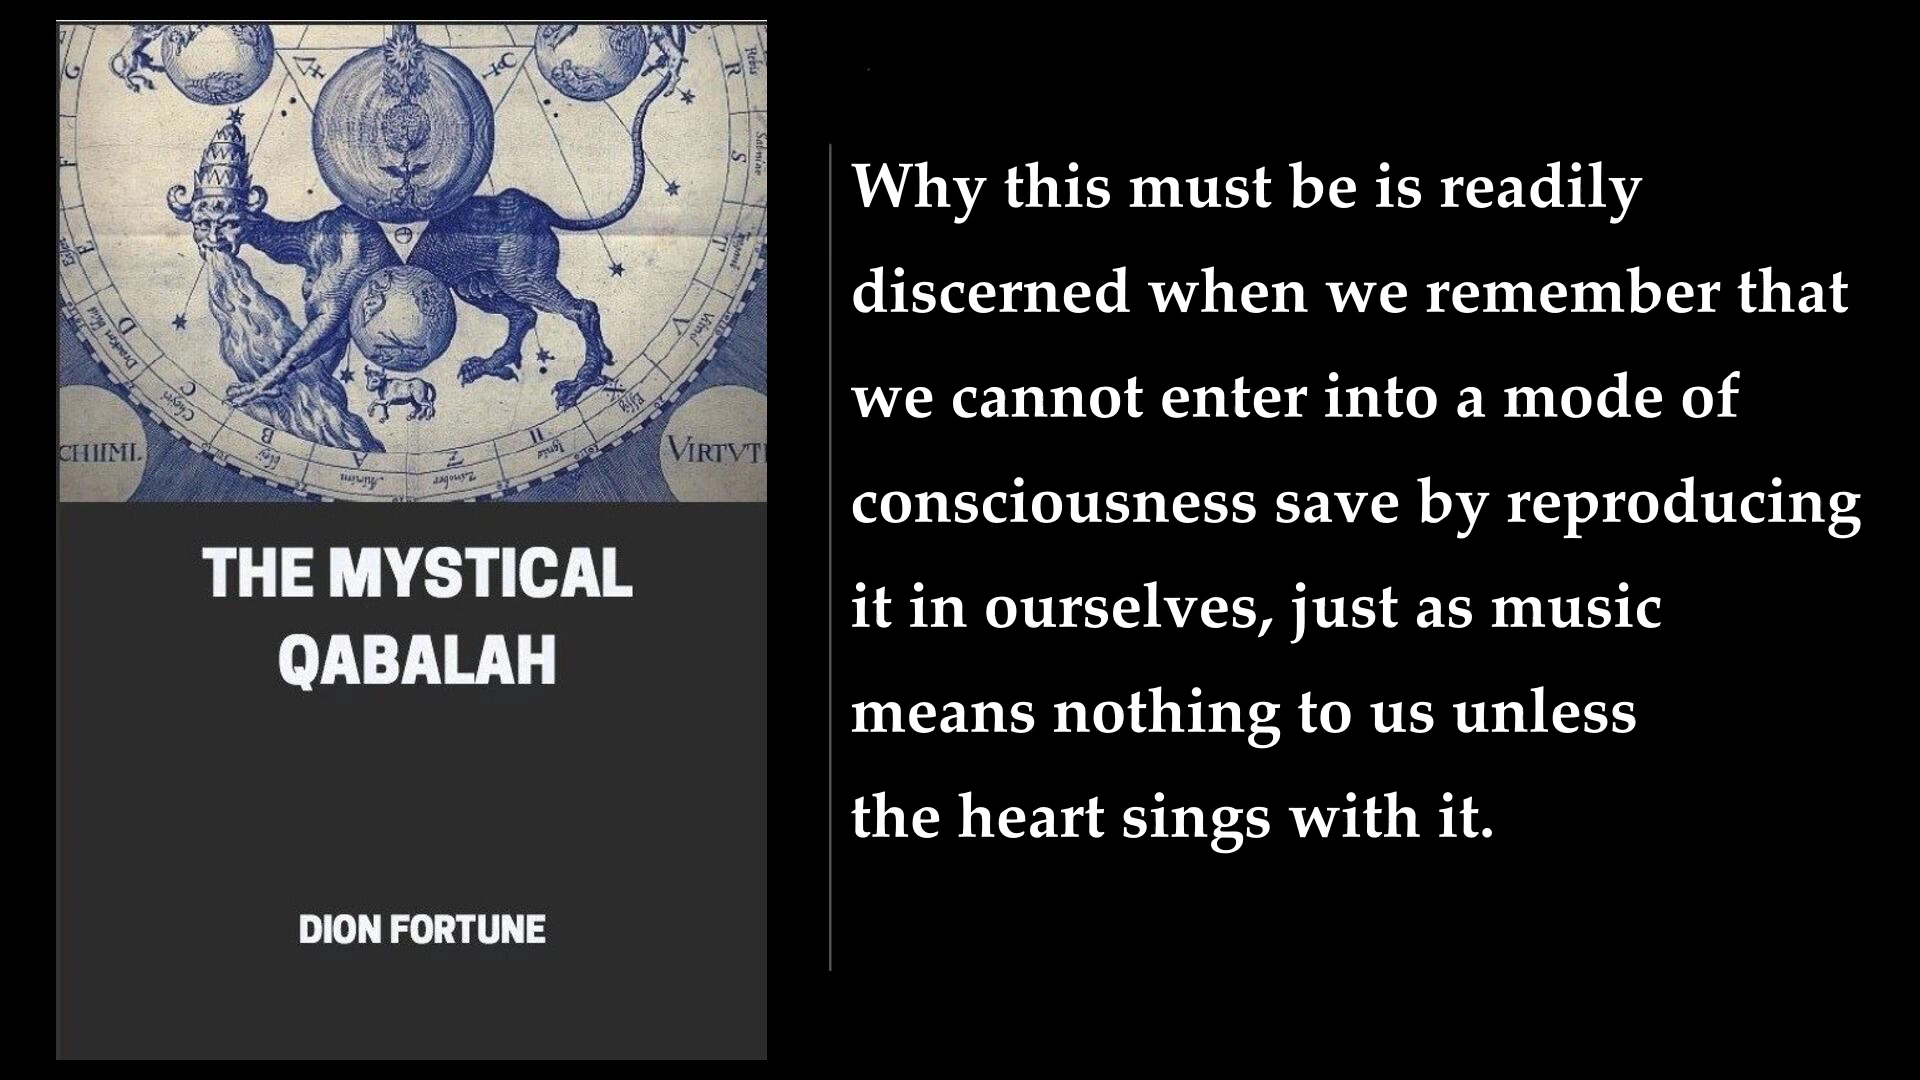 CHIIMI.
VIRTVTI
THE MYSTICAL
QABALAH
DION FORTUNE
Why this must be is readily
discerned when we remember that
we cannot enter into a mode of
consciousness save by reproducing
it in ourselves, just as music
means nothing to us unless
the heart sings with it.